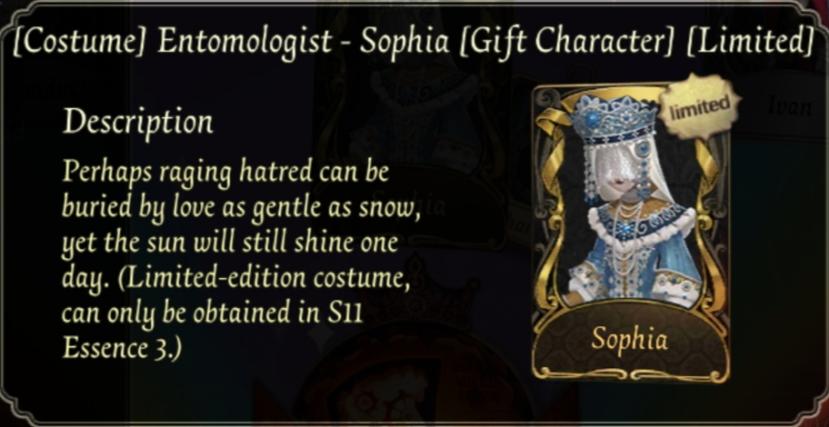 [Costume] Entomologist - Sophia [Gift Character] [Limited]
Description
Perhaps raging hatred can be
buried by love as gentle as snow,
yet the sun will still shine one
day. (Limited-edition costume,
can only be obtained in S11
Essence 3.)
limited
Sophia
Ivan